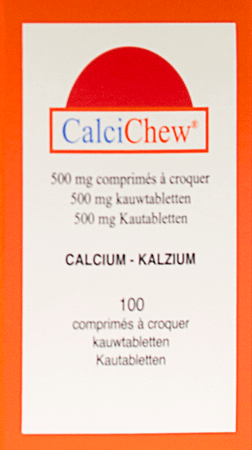 CalciChew®
500 mg comprimés à croquer
500 mg kauwtabletten
500 mg Kautabletten
CALCIUM - KALZIUM
100
comprimés à croquer
kauwtabletten
Kautabletten